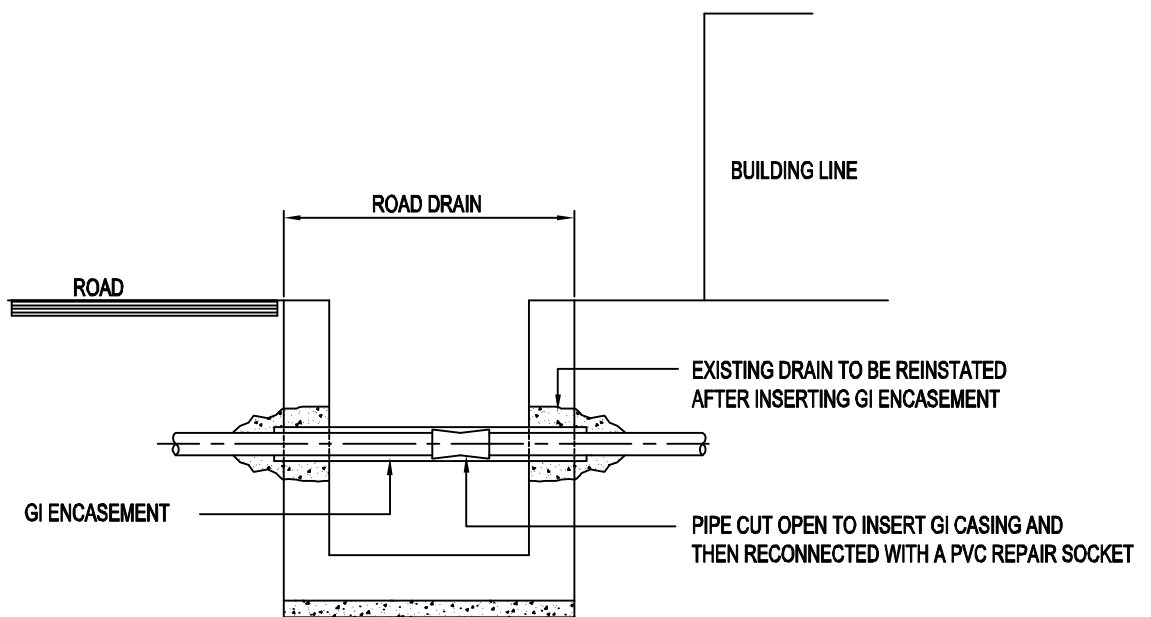 BUILDING LINE
ROAD DRAIN
ROAD
EXISTING DRAIN TO BE REINSTATED
AFTER INSERTING GI ENCASEMENT
GI ENCASEMENT
PIPE CUT OPEN TO INSERT GI CASING AND
THEN RECONNECTED WITH A PVC REPAIR SOCKET